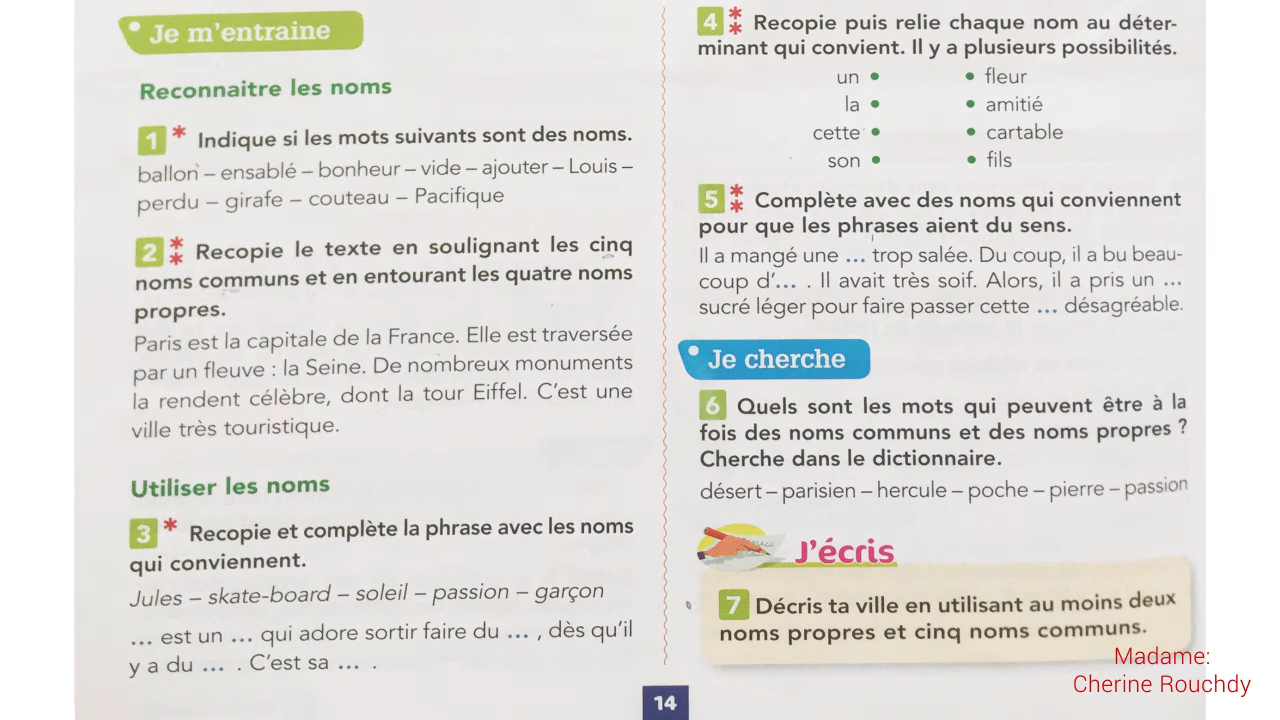 Je m'entraine
Reconnaitre les noms
1 * Indique si les mots suivants sont des noms.
ballon – ensablé – bonheur – vide – ajouter – Louis –
perdu – girafe – couteau – Pacifique
2 ** Recopie le texte en soulignant les cinq
noms communs et en entourant les quatre noms
propres.
Paris est la capitale de la France. Elle est traversée
par un fleuve : la Seine. De nombreux monuments
la rendent célèbre, dont la tour Eiffel. C'est une
ville très touristique.
Utiliser les noms
3 * Recopie et complète la phrase avec les noms
qui conviennent.
Jules – skate-board – soleil – passion – garçon
... est un ... qui adore sortir faire du ... , dès qu'il
y a du ... . C'est sa ... .
4 ** Recopie puis relie chaque nom au déter-
minant qui convient. Il y a plusieurs possibilités.
un • • fleur
la • • amitié
cette • • cartable
son • • fils
5 ** Complète avec des noms qui conviennent
pour que les phrases aient du sens.
Il a mangé une ... trop salée. Du coup, il a bu beau-
coup d'... . Il avait très soif. Alors, il a pris un ...
sucré léger pour faire passer cette ... désagréable.
Je cherche
6 Quels sont les mots qui peuvent être à la
fois des noms communs et des noms propres ?
Cherche dans le dictionnaire.
désert – parisien – hercule – poche – pierre – passion
J'écris
7 Décris ta ville en utilisant au moins deux
noms propres et cinq noms communs.
Madame:
Cherine Rouchdy
14